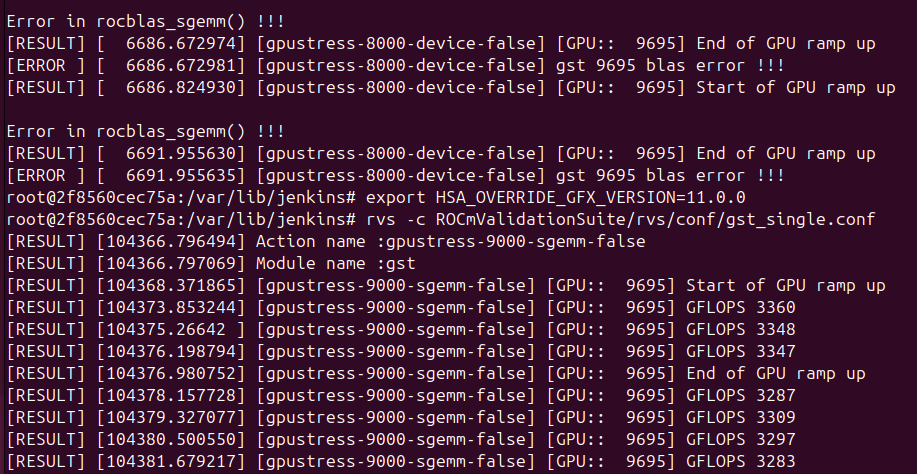 Error in rocblas_sgemm() !!!
[RESULT] [  6686.672974] [gpustress-8000-device-false] [GPU::  9695] End of GPU ramp up
[ERROR ] [  6686.672981] [gpustress-8000-device-false] gst 9695 blas error !!!
[RESULT] [  6686.824930] [gpustress-8000-device-false] [GPU::  9695] Start of GPU ramp up
Error in rocblas_sgemm() !!!
[RESULT] [  6691.955630] [gpustress-8000-device-false] [GPU::  9695] End of GPU ramp up
[ERROR ] [  6691.955635] [gpustress-8000-device-false] gst 9695 blas error !!!
root@2f8560cec75a:/var/lib/jenkins# export HSA_OVERRIDE_GFX_VERSION=11.0.0
root@2f8560cec75a:/var/lib/jenkins# rvs -c ROCmValidationSuite/rvs/conf/gst_single.conf
[RESULT] [104366.796494] Action name :gpustress-9000-sgemm-false
[RESULT] [104366.797069] Module name :gst
[RESULT] [104368.371865] [gpustress-9000-sgemm-false] [GPU::  9695] Start of GPU ramp up
[RESULT] [104373.853244] [gpustress-9000-sgemm-false] [GPU::  9695] GFLOPS 3360
[RESULT] [104375.26642 ] [gpustress-9000-sgemm-false] [GPU::  9695] GFLOPS 3348
[RESULT] [104376.198794] [gpustress-9000-sgemm-false] [GPU::  9695] GFLOPS 3347
[RESULT] [104376.980752] [gpustress-9000-sgemm-false] [GPU::  9695] End of GPU ramp up
[RESULT] [104378.157728] [gpustress-9000-sgemm-false] [GPU::  9695] GFLOPS 3287
[RESULT] [104379.327077] [gpustress-9000-sgemm-false] [GPU::  9695] GFLOPS 3309
[RESULT] [104380.500550] [gpustress-9000-sgemm-false] [GPU::  9695] GFLOPS 3297
[RESULT] [104381.679217] [gpustress-9000-sgemm-false] [GPU::  9695] GFLOPS 3283